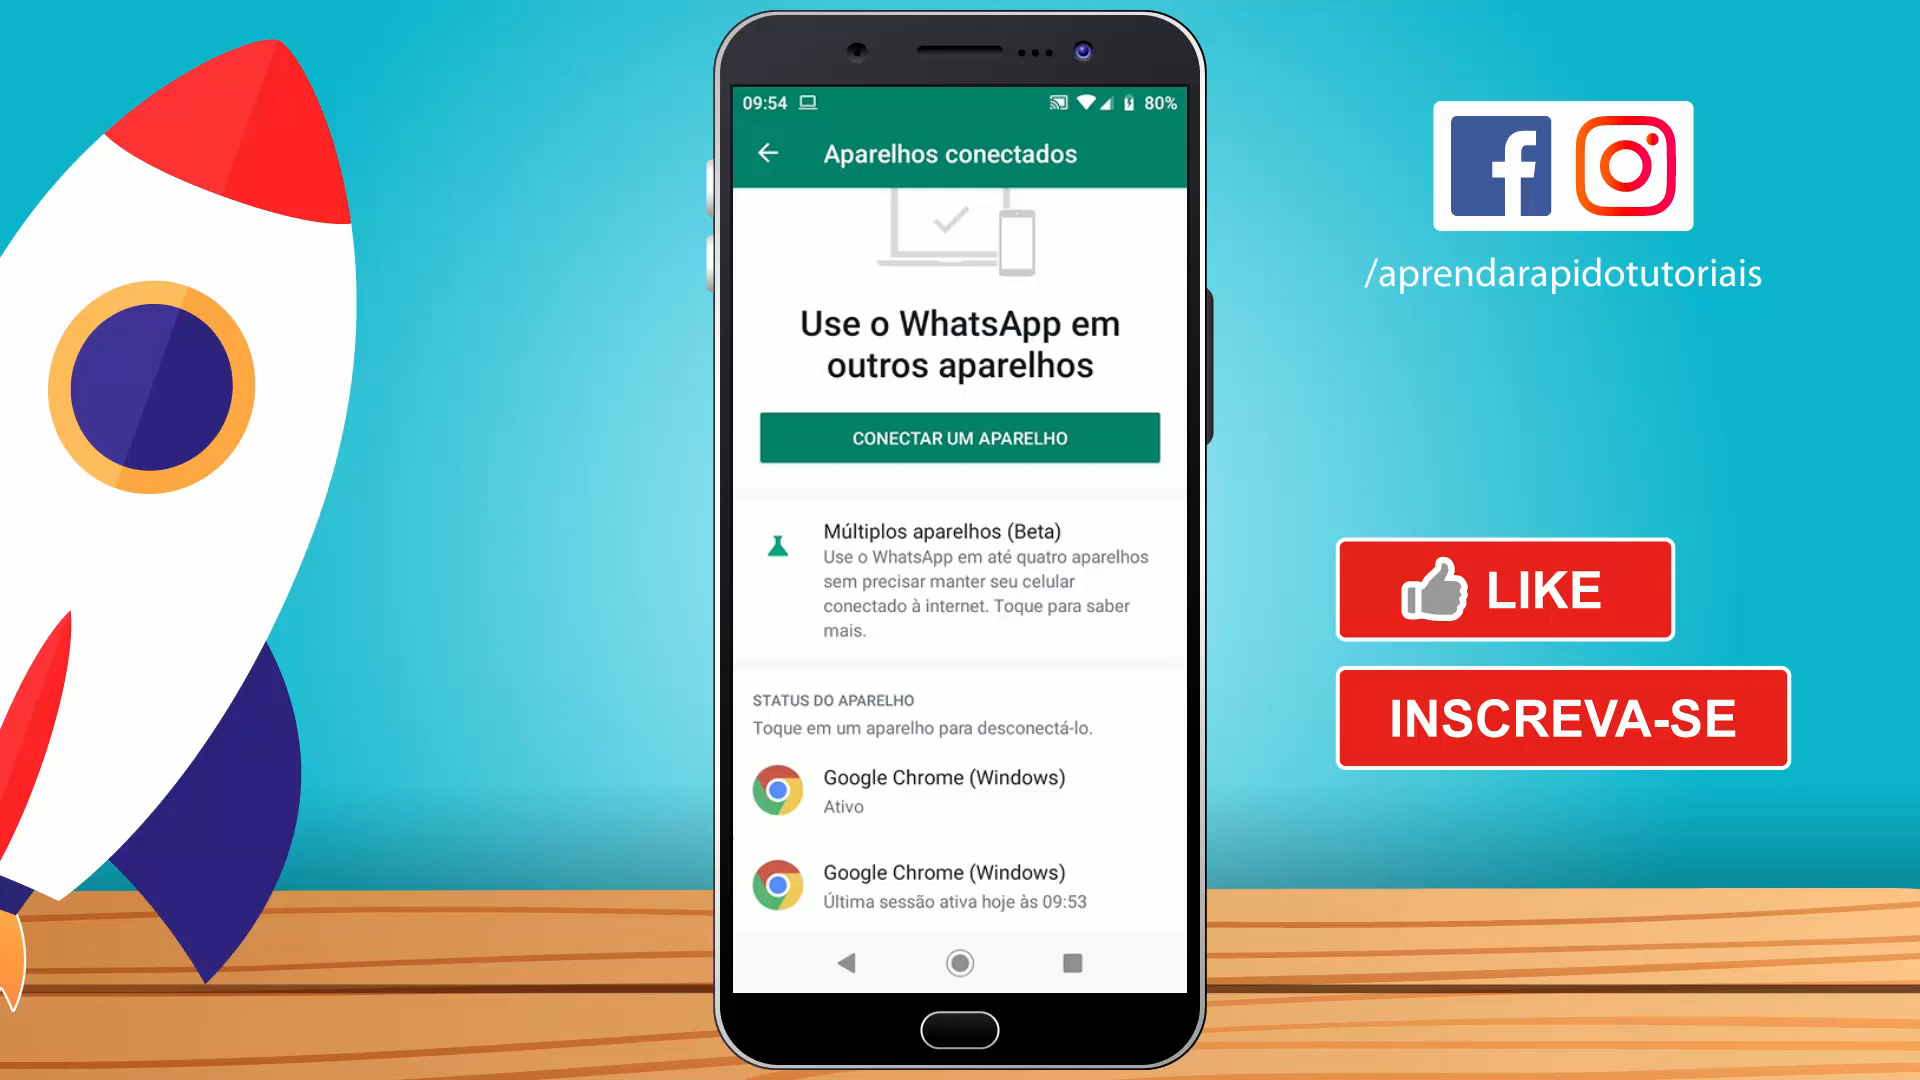 09:54
80%
Aparelhos conectados
Use o WhatsApp em
outros aparelhos
CONECTAR UM APARELHO
Múltiplos aparelhos (Beta)
Use o WhatsApp em até quatro aparelhos
sem precisar manter seu celular
conectado à internet. Toque para saber
mais.
STATUS DO APARELHO
Toque em um aparelho para desconectá-lo.
Google Chrome (Windows)
Ativo
Google Chrome (Windows)
Última sessão ativa hoje às 09:53
/aprendarapidotutoriais
LIKE
INSCREVA-SE